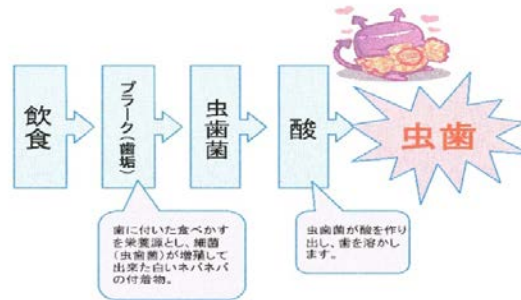 飲食
プラーク(歯垢)
虫歯菌
酸
虫歯
歯に付いた食べかす
を栄養源とし、細菌
(虫歯菌)が増殖して
出来た白いネバネバ
の付着物。
虫歯菌が酸を作り
出し、歯を溶かし
ます。